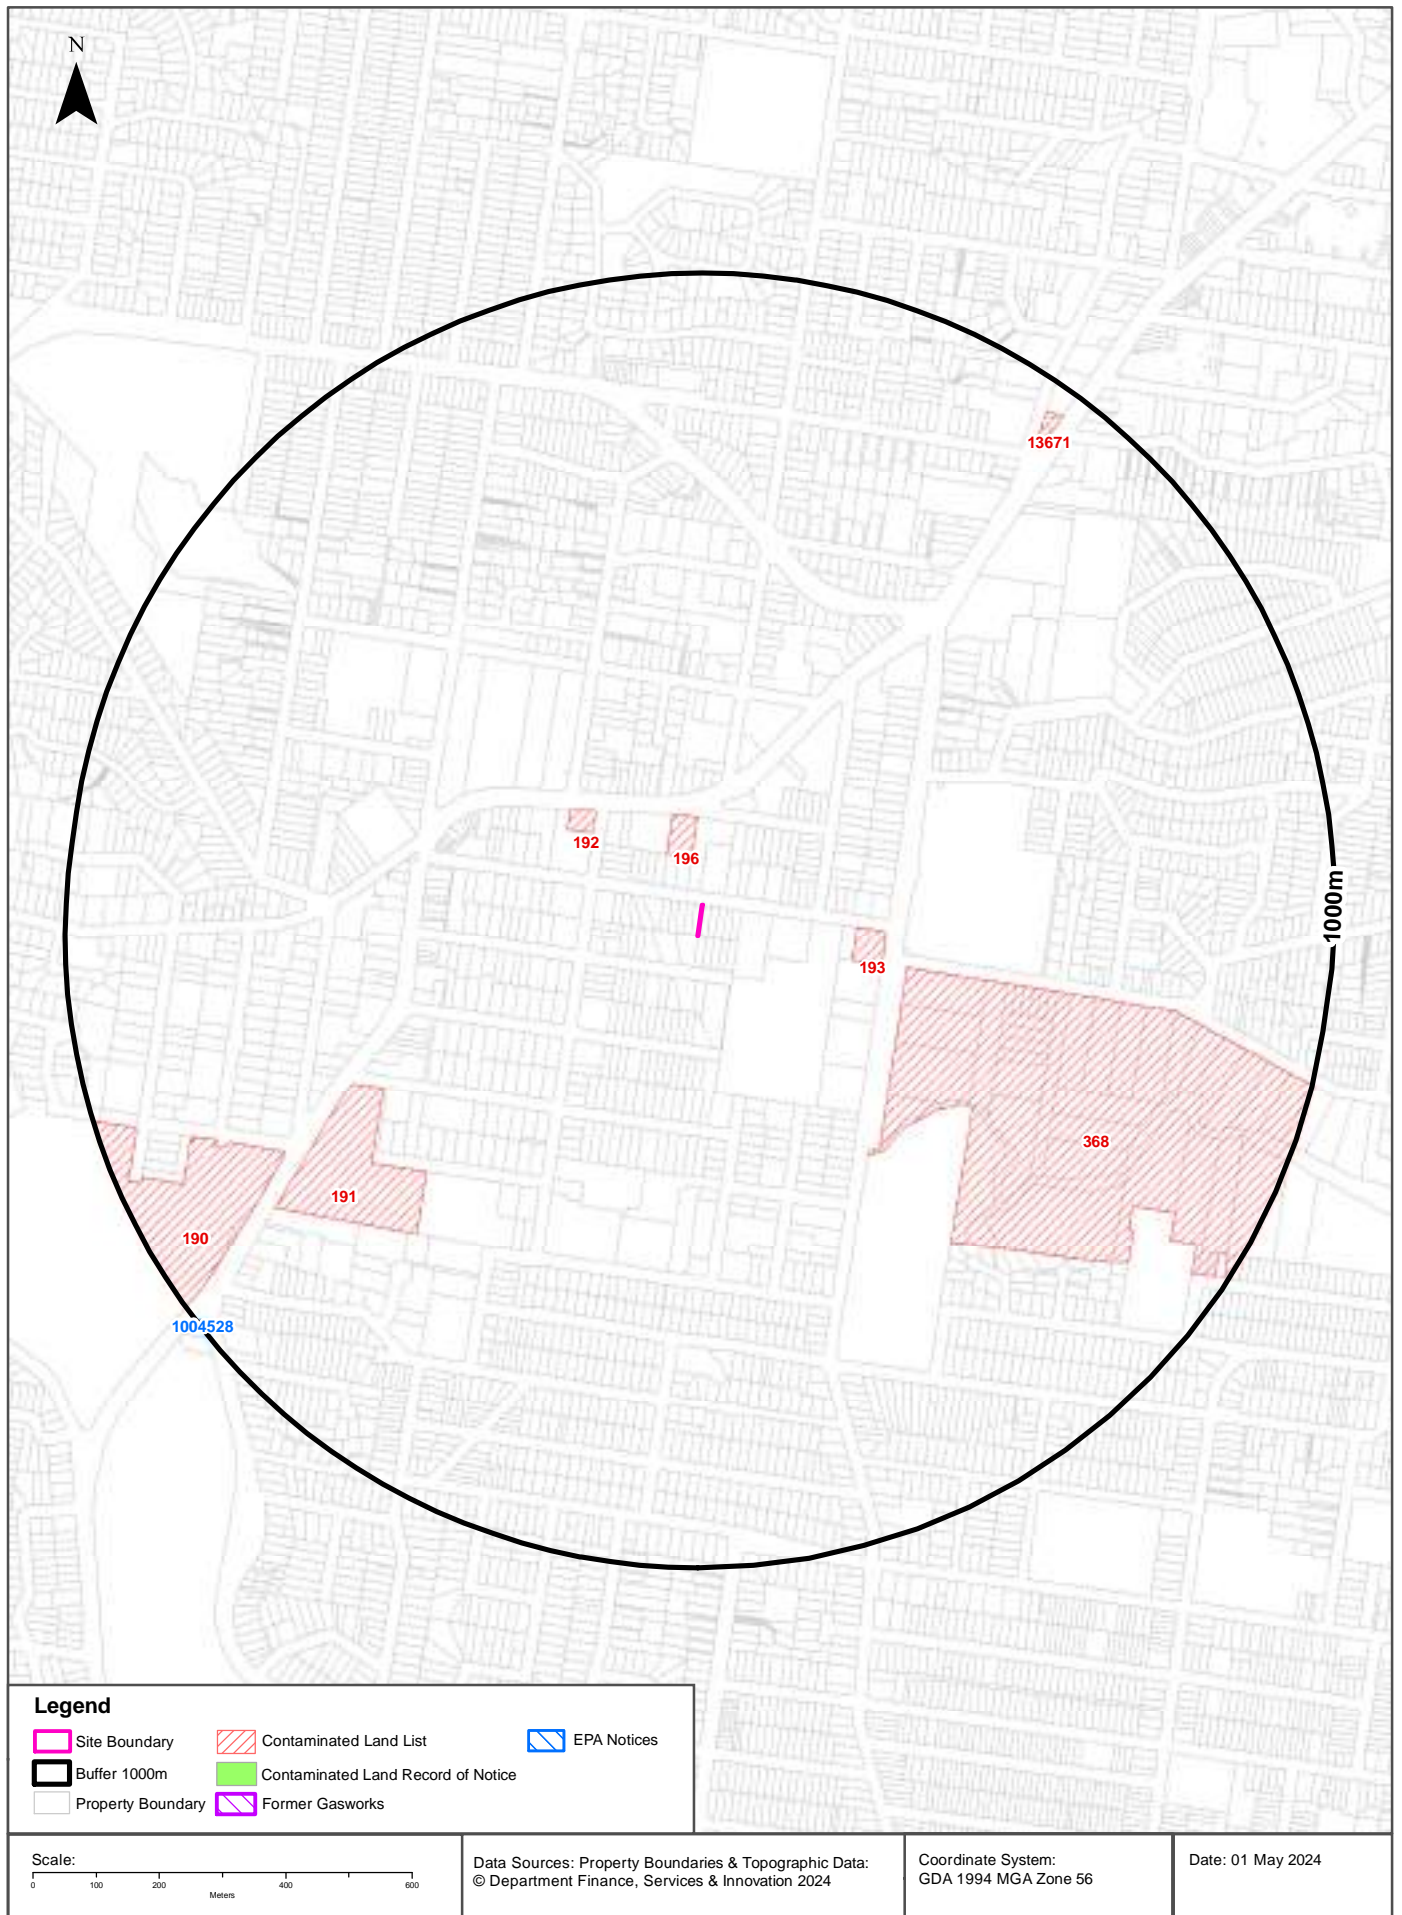 N
13671
192
196
1000m
193
368
191
190
1004528
Legend
Site Boundary
Contaminated Land List
EPA Notices
Buffer 1000m
Contaminated Land Record of Notice
Property Boundary
Former Gasworks
Scale:
0 100 200 400 600
Meters
Data Sources: Property Boundaries & Topographic Data:
© Department Finance, Services & Innovation 2024
Coordinate System:
GDA 1994 MGA Zone 56
Date: 01 May 2024